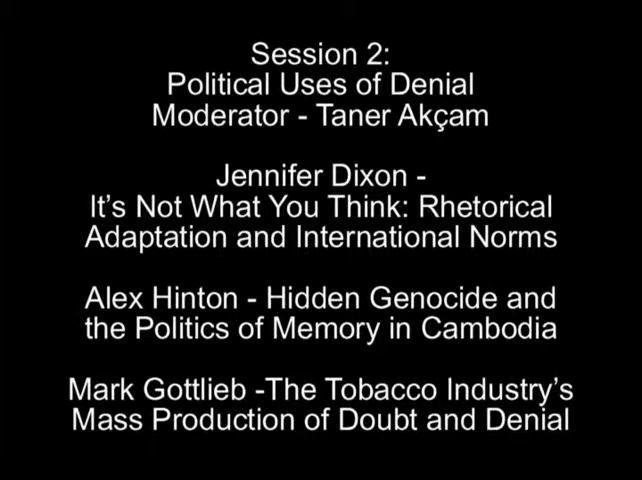 Session 2:
Political Uses of Denial
Moderator - Taner Akçam
Jennifer Dixon -
It's Not What You Think: Rhetorical
Adaptation and International Norms
Alex Hinton - Hidden Genocide and
the Politics of Memory in Cambodia
Mark Gottlieb -The Tobacco Industry's
Mass Production of Doubt and Denial